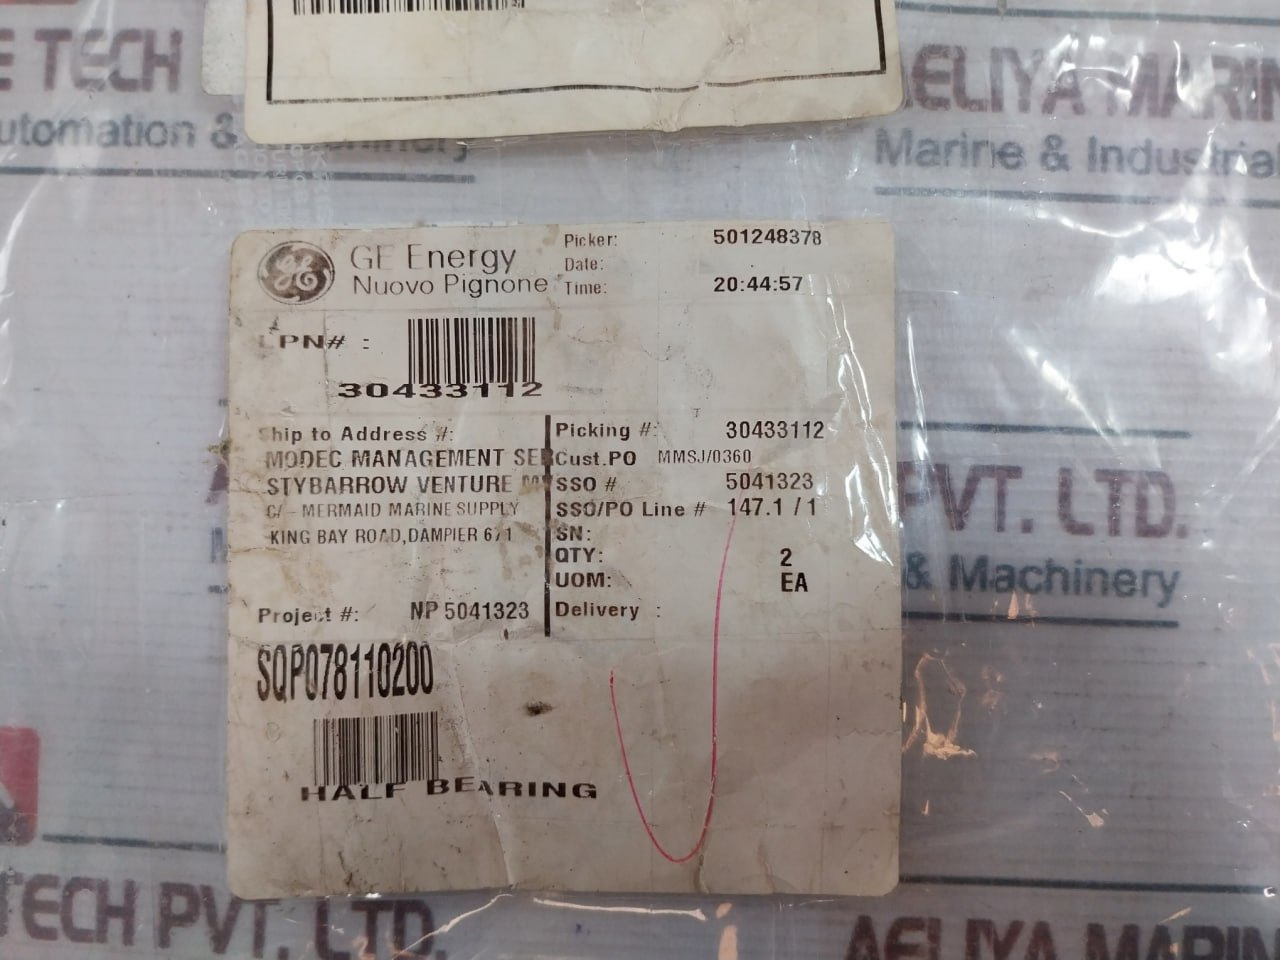 E TECH
AELIYA MARIN
utomation & Machinery
Marine & Industrial
GE Energy
Nuovo Pignone
Picker: 501248378
Date:
Time: 20:44:57
LPN# :
30433112
Ship to Address #:
MODEC MANAGEMENT SER
STYBARROW VENTURE
C/- MERMAID MARINE SUPPLY
KING BAY ROAD,DAMPIER
Picking #: 30433112
Cust.PO MMSJ/0360
SSO # 5041323
SSO/PO Line # 147.1 / 1
SN:
QTY: 2
UOM: EA
Project #: NP 5041323
Delivery :
SQP078110200
HALF BEARING
PVT. LTD.
& Machinery
TECH PVT. LTD.
AELIYA MARIN